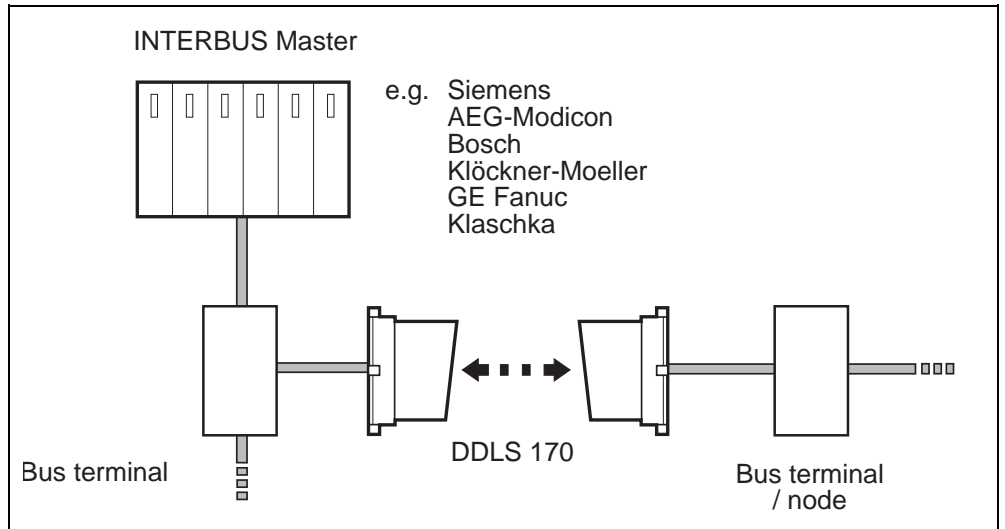 INTERBUS Master
e.g. Siemens
AEG-Modicon
Bosch
Klöckner-Moeller
GE Fanuc
Klaschka
DDLS 170
Bus terminal
Bus terminal
/ node